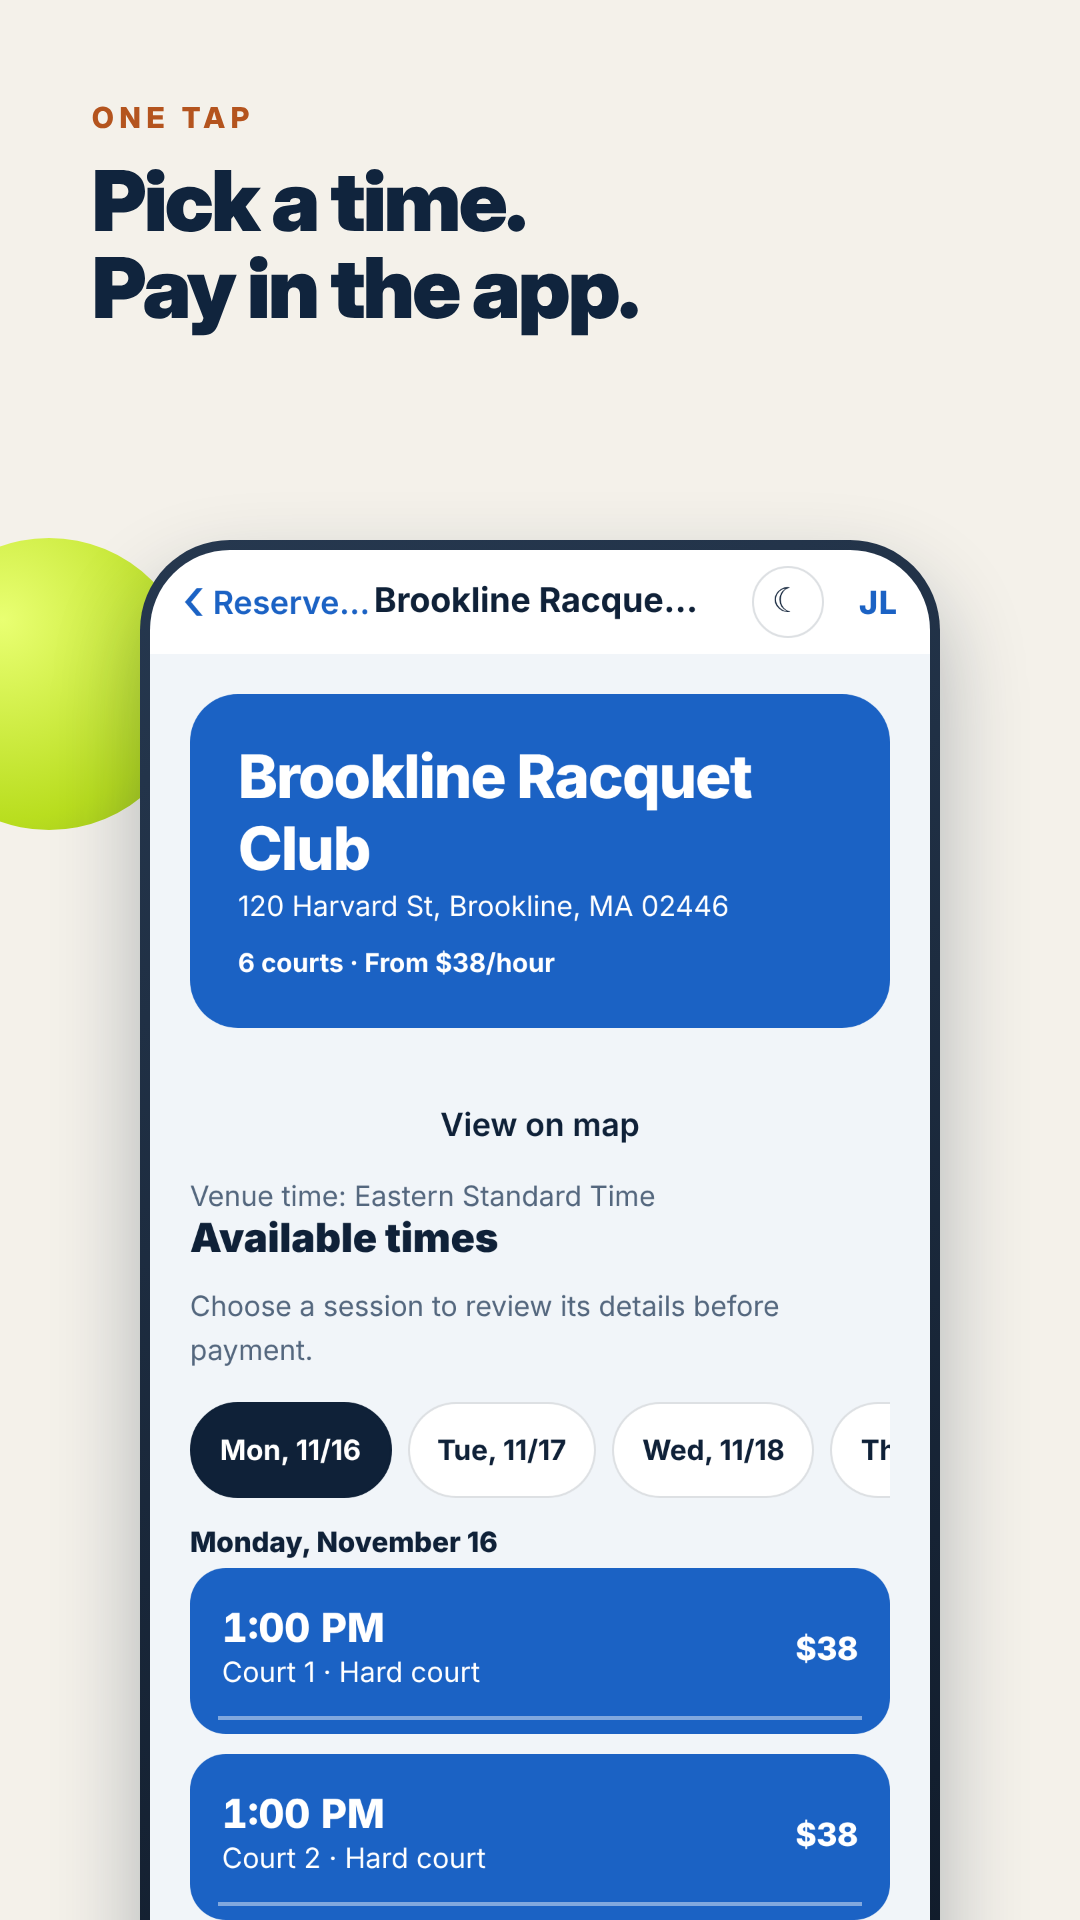 ONE TAP
Pick a time.
Pay in the app.
Reserve... Brookline Racque... JL
Brookline Racquet
Club
120 Harvard St, Brookline, MA 02446
6 courts · From $38/hour
View on map
Venue time: Eastern Standard Time
Available times
Choose a session to review its details before
payment.
Mon, 11/16 Tue, 11/17 Wed, 11/18 Th
Monday, November 16
1:00 PM
$38
Court 1 · Hard court
1:00 PM
$38
Court 2 · Hard court